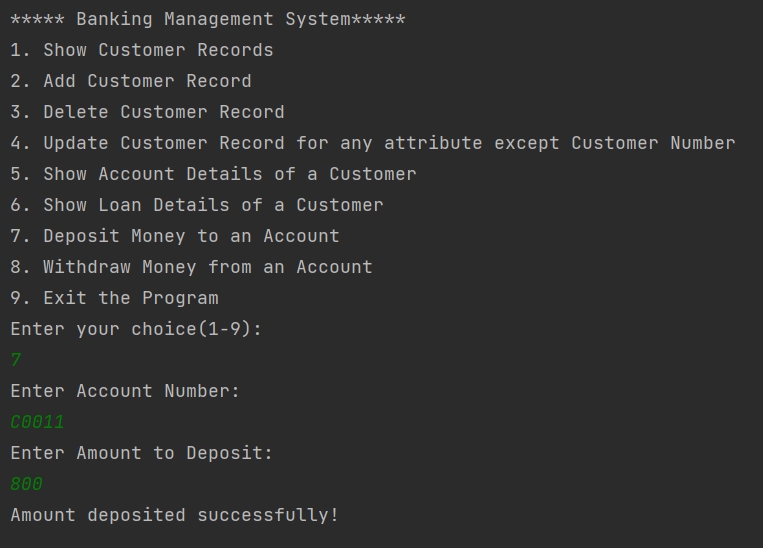 ***** Banking Management System*****
1. Show Customer Records
2. Add Customer Record
3. Delete Customer Record
4. Update Customer Record for any attribute except Customer Number
5. Show Account Details of a Customer
6. Show Loan Details of a Customer
7. Deposit Money to an Account
8. Withdraw Money from an Account
9. Exit the Program
Enter your choice(1-9):
7
Enter Account Number:
C0011
Enter Amount to Deposit:
800
Amount deposited successfully!